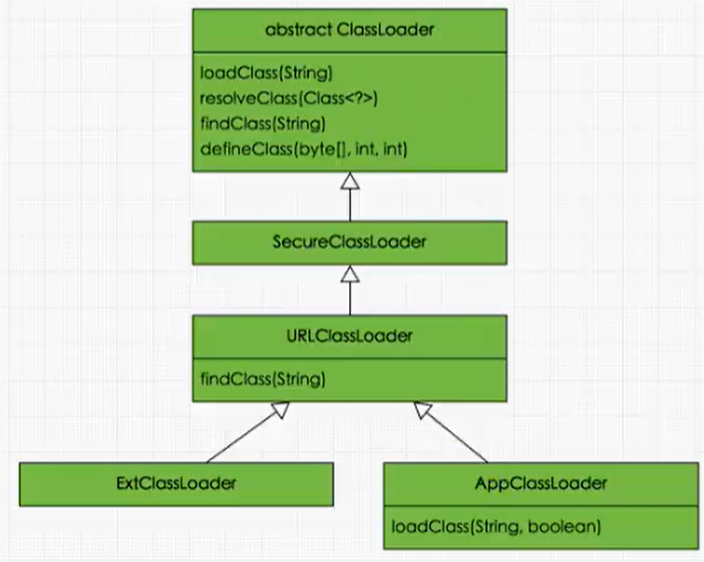 abstract ClassLoader
loadClass(String)
resolveClass(Class<?>)
findClass(String)
defineClass(byte[], int, int)
SecureClassLoader
URLClassLoader
findClass(String)
ExtClassLoader
AppClassLoader
loadClass(String, boolean)